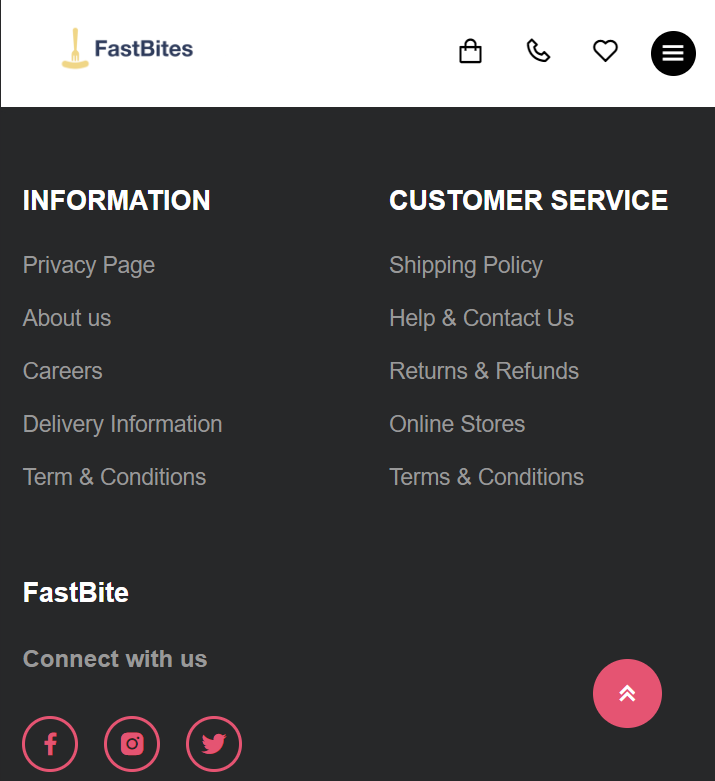 FastBites
INFORMATION
Privacy Page
About us
Careers
Delivery Information
Term & Conditions
CUSTOMER SERVICE
Shipping Policy
Help & Contact Us
Returns & Refunds
Online Stores
Terms & Conditions
FastBite
Connect with us